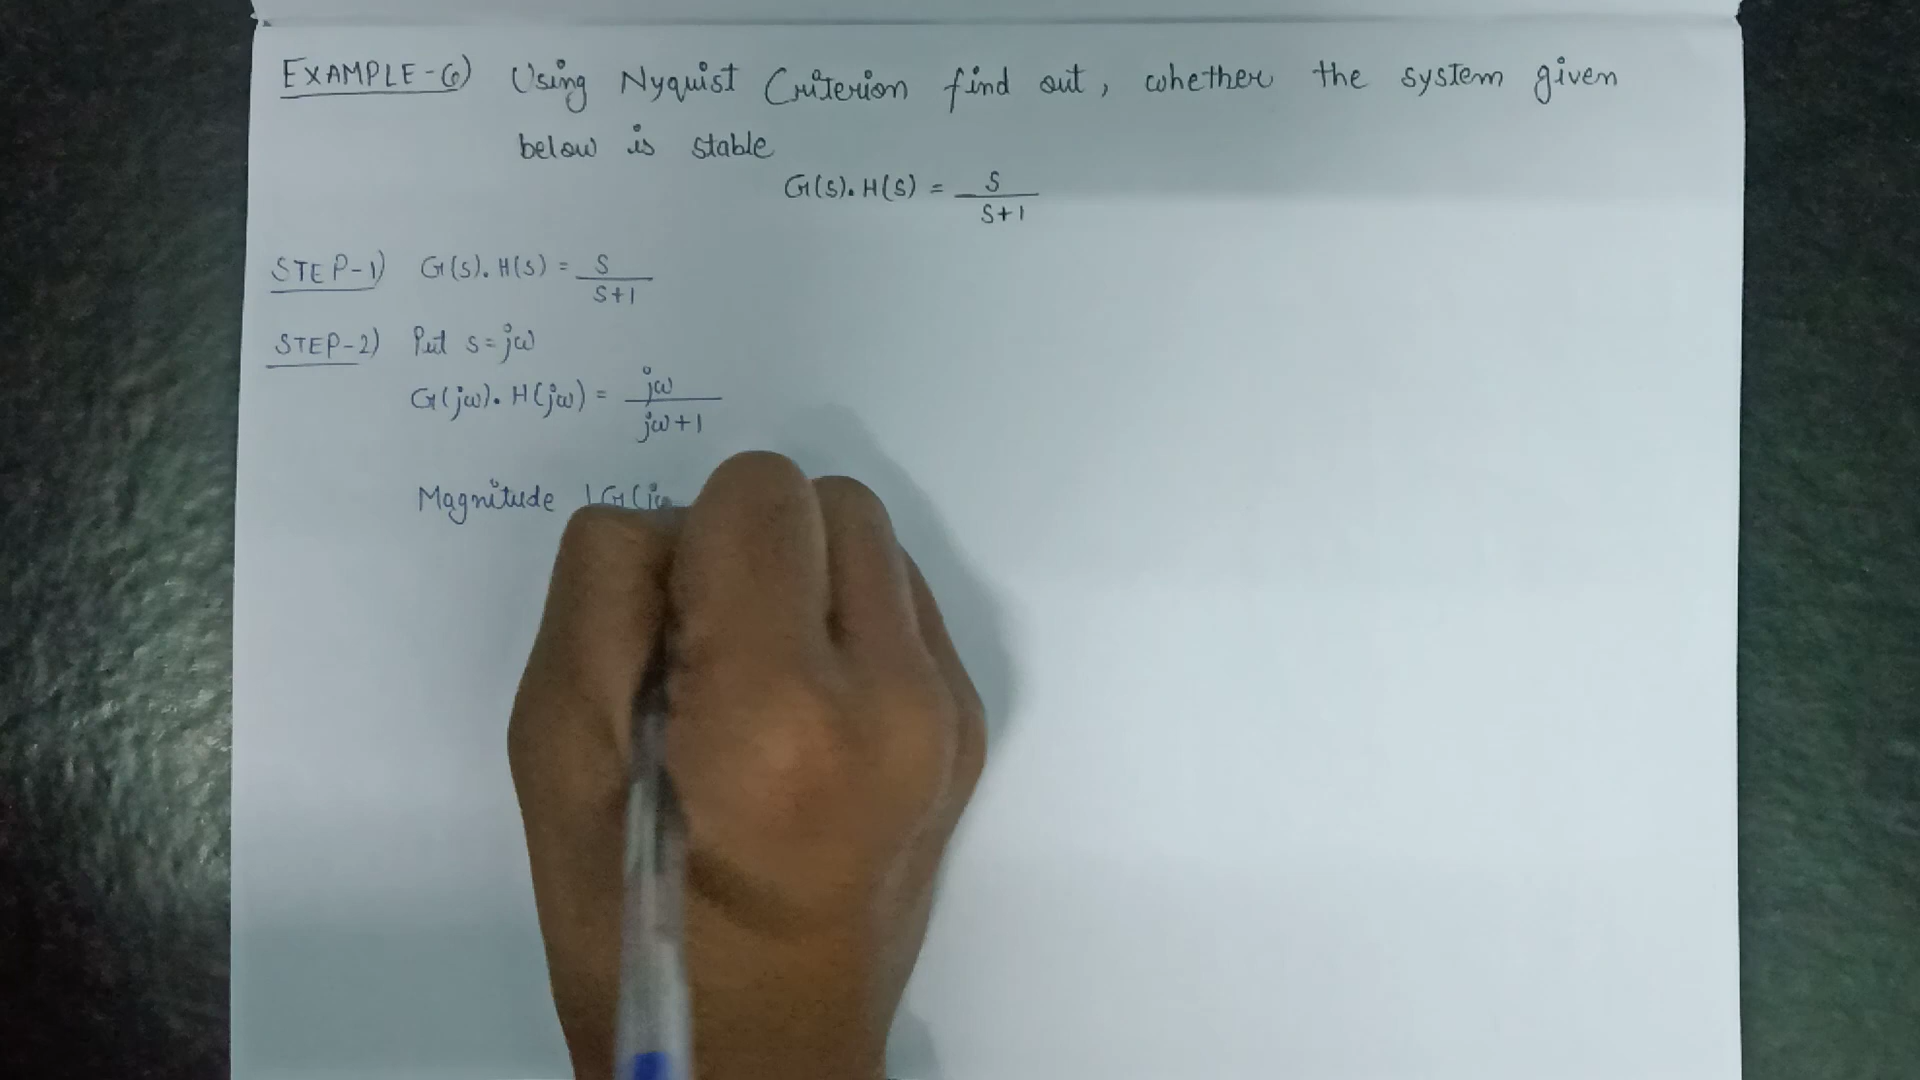 EXAMPLE-6) Using Nyquist Criterion find out, whether the system given
below is stable
G(s).H(s) = s
s+1
STEP-1) G(s).H(s) = s
s+1
STEP-2) Put s=jω
G(jω).H(jω) = jω
jω+1
Magnitude |G(jω